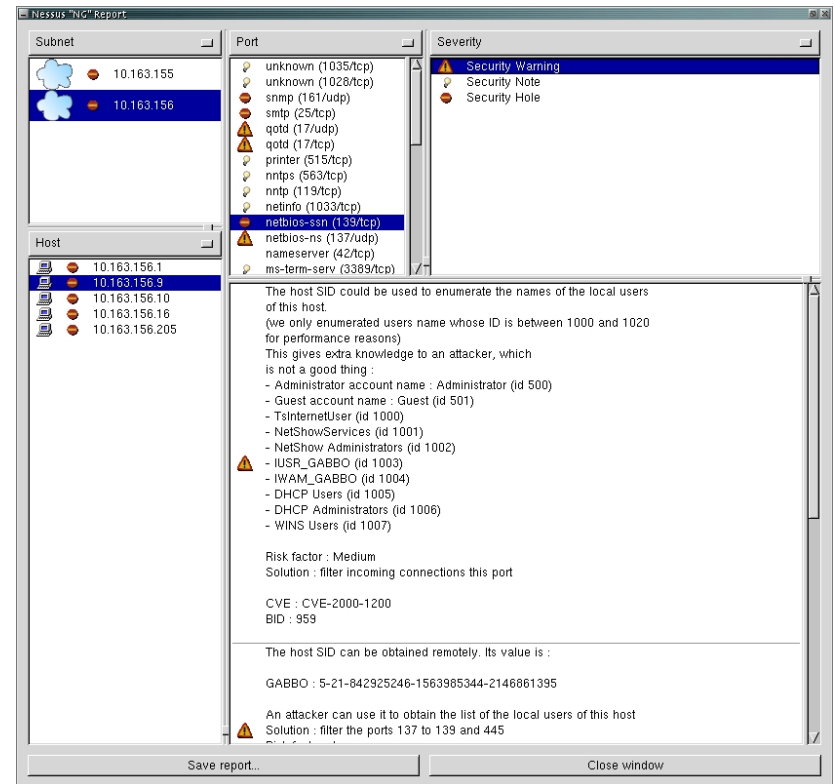 Nessus "NG" Report
Subnet
10.163.155
10.163.156
Host
10.163.156.1
10.163.156.9
10.163.156.10
10.163.156.16
10.163.156.205
Port
unknown (1035/tcp)
unknown (1028/tcp)
snmp (161/udp)
smtp (25/tcp)
qotd (17/udp)
qotd (17/tcp)
printer (515/tcp)
nntps (563/tcp)
nntp (119/tcp)
netinfo (1033/tcp)
netbios-ssn (139/tcp)
netbios-ns (137/udp)
nameserver (42/tcp)
ms-term-serv (3389/tcp)
Severity
Security Warning
Security Note
Security Hole
The host SID could be used to enumerate the names of the local users
of this host.
(we only enumerated users name whose ID is between 1000 and 1020
for performance reasons)
This gives extra knowledge to an attacker, which
is not a good thing :
- Administrator account name : Administrator (id 500)
- Guest account name : Guest (id 501)
- TsInternetUser (id 1000)
- NetShowServices (id 1001)
- NetShow Administrators (id 1002)
- IUSR_GABBO (id 1003)
- IWAM_GABBO (id 1004)
- DHCP Users (id 1005)
- DHCP Administrators (id 1006)
- WINS Users (id 1007)
Risk factor : Medium
Solution : filter incoming connections this port
CVE : CVE-2000-1200
BID : 959
The host SID can be obtained remotely. Its value is :
GABBO : 5-21-842925246-1563985344-2146861395
An attacker can use it to obtain the list of the local users of this host
Solution : filter the ports 137 to 139 and 445
Save report...
Close window